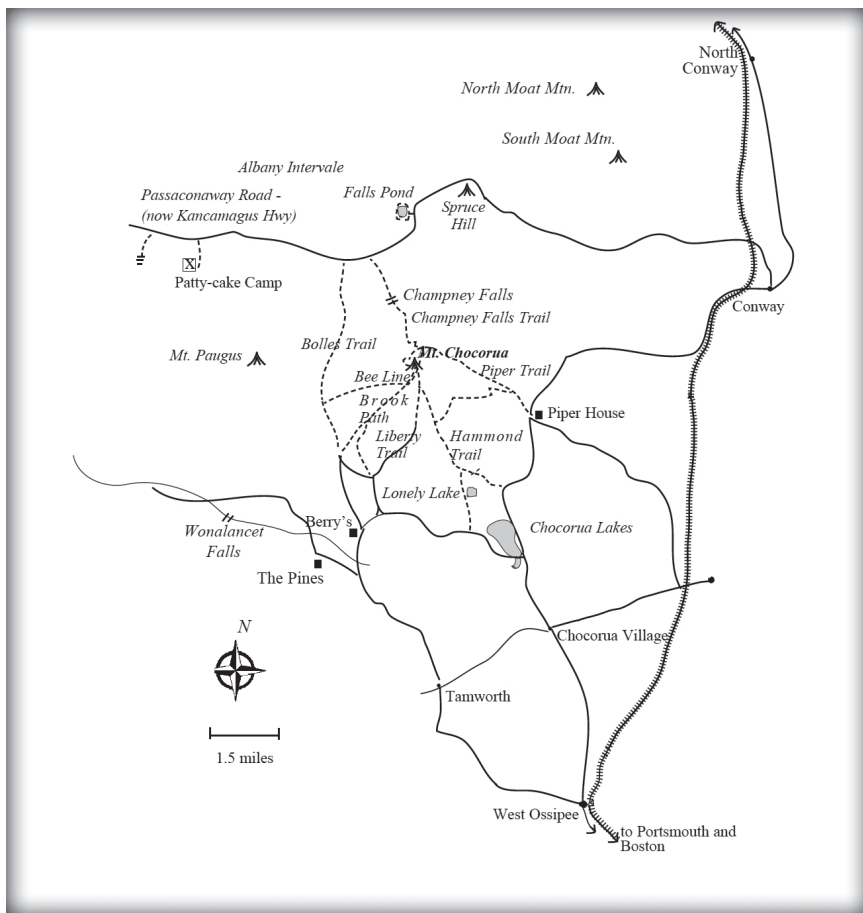 North
Conway
North Moat Mtn.
South Moat Mtn.
Albany Intervale
Passaconaway Road -
(now Kancamagus Hwy)
Falls Pond
Spruce
Hill
X
Patty-cake Camp
Champney Falls
Champney Falls Trail
Conway
Bolles Trail
Mt. Chocorua
Mt. Paugus
Bee Line
Piper Trail
Brook
Path
Piper House
Liberty
Trail
Hammond
Trail
Lonely Lake
Berry's
Chocorua Lakes
Wonalancet
Falls
The Pines
N
Chocorua Village
Tamworth
1.5 miles
West Ossipee
to Portsmouth and
Boston